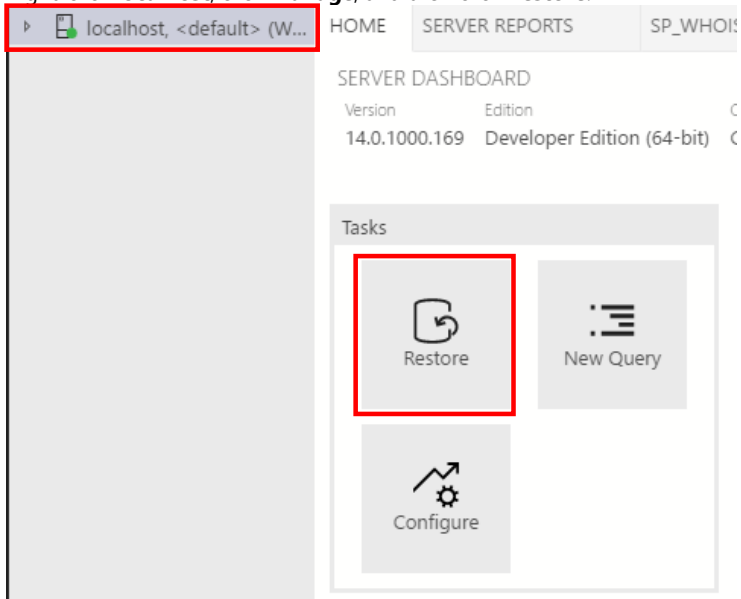 localhost, <default> (W...
HOME SERVER REPORTS SP_WHOIS
SERVER DASHBOARD
Version Edition
14.0.1000.169 Developer Edition (64-bit)
Tasks
Restore New Query
Configure